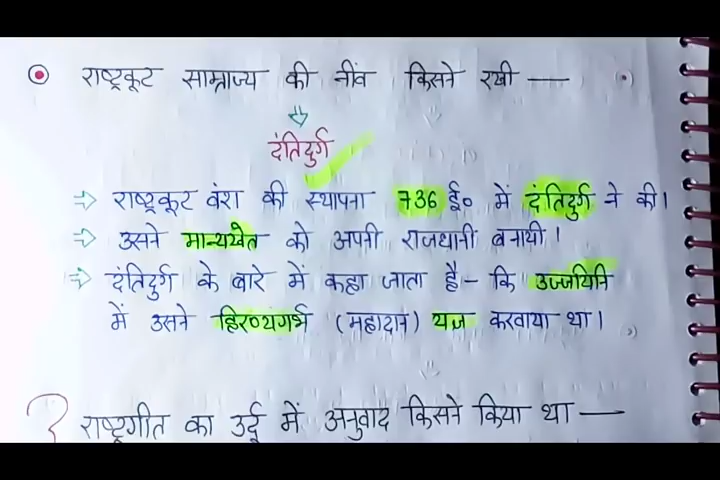 राष्ट्रकूट साम्राज्य की नींव किसने रखी —
दंतिदुर्ग
⇒ राष्ट्रकूट वंश की स्थापना 736 ई० में दंतिदुर्ग ने की।
⇒ उसने मान्यखेत को अपनी राजधानी बनायी।
⇒ दंतिदुर्ग के बारे में कहा जाता है – कि उज्जयिनि
में उसने हिरण्यगर्भ (महादान) यज्ञ करवाया था।
राष्ट्रगीत का उर्दू में अनुवाद किसने किया था —